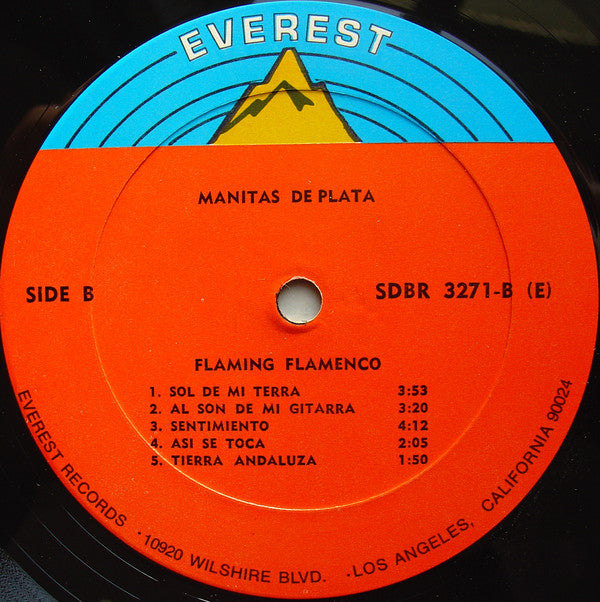 EVEREST
MANITAS DE PLATA
SIDE B
SDBR 3271-B (E)
FLAMING FLAMENCO
1. SOL DE MI TERRA 3:53
2. AL SON DE MI GITARRA 3:20
3. SENTIMIENTO 4:12
4. ASI SE TOCA 2:05
5. TIERRA ANDALUZA 1:50
EVEREST RECORDS · 10920 WILSHIRE BLVD. · LOS ANGELES, CALIFORNIA 90024